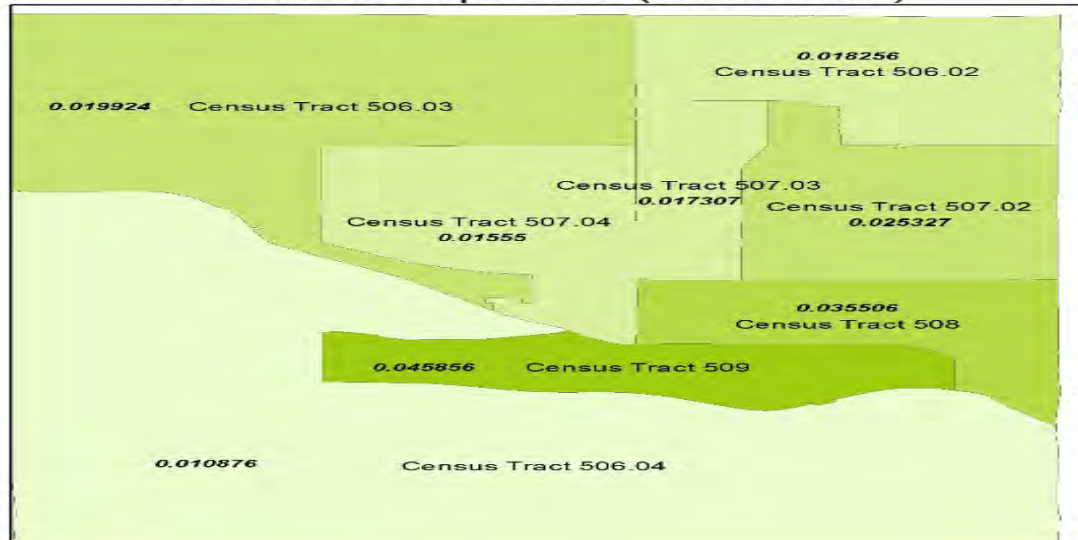 0.018256
Census Tract 506.02
0.019924 Census Tract 506.03
Census Tract 507.03
0.017307
Census Tract 507.02
0.025327
Census Tract 507.04
0.01555
0.035506
Census Tract 508
0.045856 Census Tract 509
0.010876 Census Tract 506.04